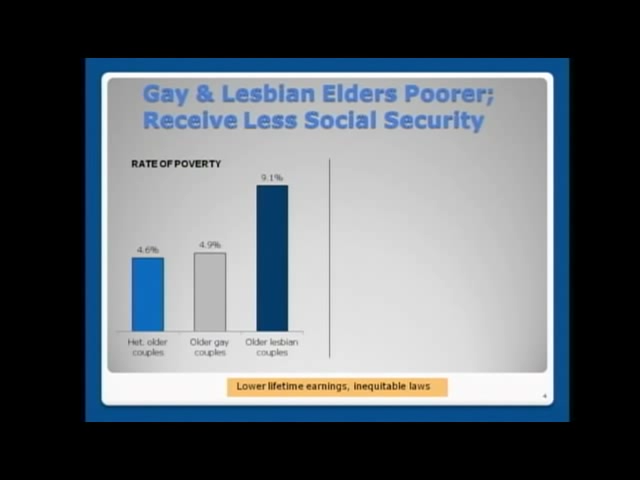 Gay & Lesbian Elders Poorer;
Receive Less Social Security
RATE OF POVERTY
9.1%
4.6%
4.9%
Het. older
couples
Older gay
couples
Older lesbian
couples
Lower lifetime earnings, inequitable laws
4